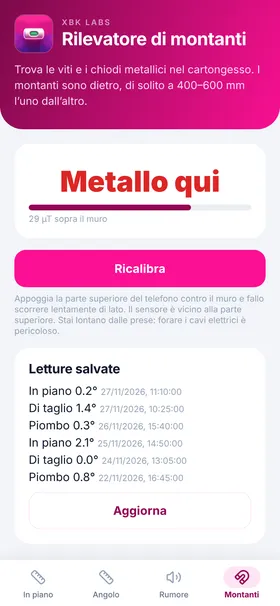 XBK LABS
Rilevatore di montanti
Trova le viti e i chiodi metallici nel cartongesso. I
montanti sono dietro, di solito a 400–600 mm
l'uno dall'altro.
Metallo qui
29 µT sopra il muro
Ricalibra
Appoggia la parte superiore del telefono contro il muro e fallo
scorrere lentamente di lato. Il sensore è vicino alla parte
superiore. Stai lontano dalle prese: forare i cavi elettrici è
pericoloso.
Letture salvate
In piano 0.2° 27/11/2026, 11:10:00
Di taglio 1.4° 27/11/2026, 10:25:00
Piombo 0.3° 26/11/2026, 15:40:00
In piano 2.1° 25/11/2026, 14:50:00
Di taglio 0.0° 24/11/2026, 13:05:00
Piombo 0.8° 22/11/2026, 16:45:00
Aggiorna
In piano
Angolo
Rumore
Montanti